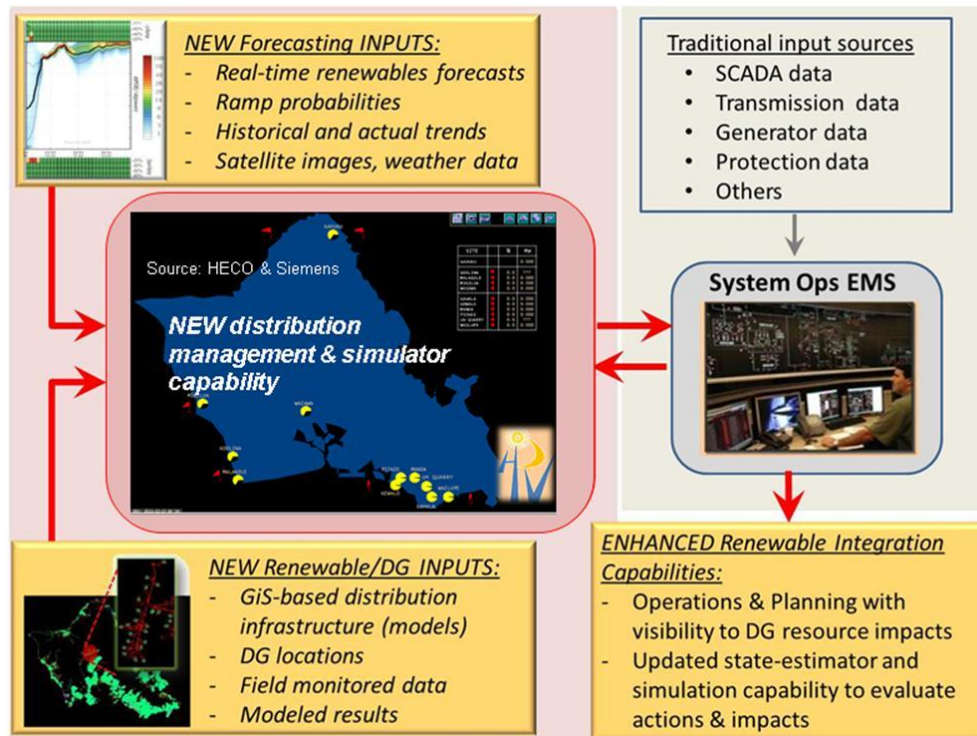 NEW Forecasting INPUTS:
- Real-time renewables forecasts
- Ramp probabilities
- Historical and actual trends
- Satellite images, weather data
Traditional input sources
• SCADA data
• Transmission data
• Generator data
• Protection data
• Others
Source: HECO & Siemens
NEW distribution
management & simulator
capability
SITE
System Ops EMS
NEW Renewable/DG INPUTS:
- GiS-based distribution
infrastructure (models)
- DG locations
- Field monitored data
- Modeled results
ENHANCED Renewable Integration
Capabilities:
- Operations & Planning with
visibility to DG resource impacts
- Updated state-estimator and
simulation capability to evaluate
actions & impacts